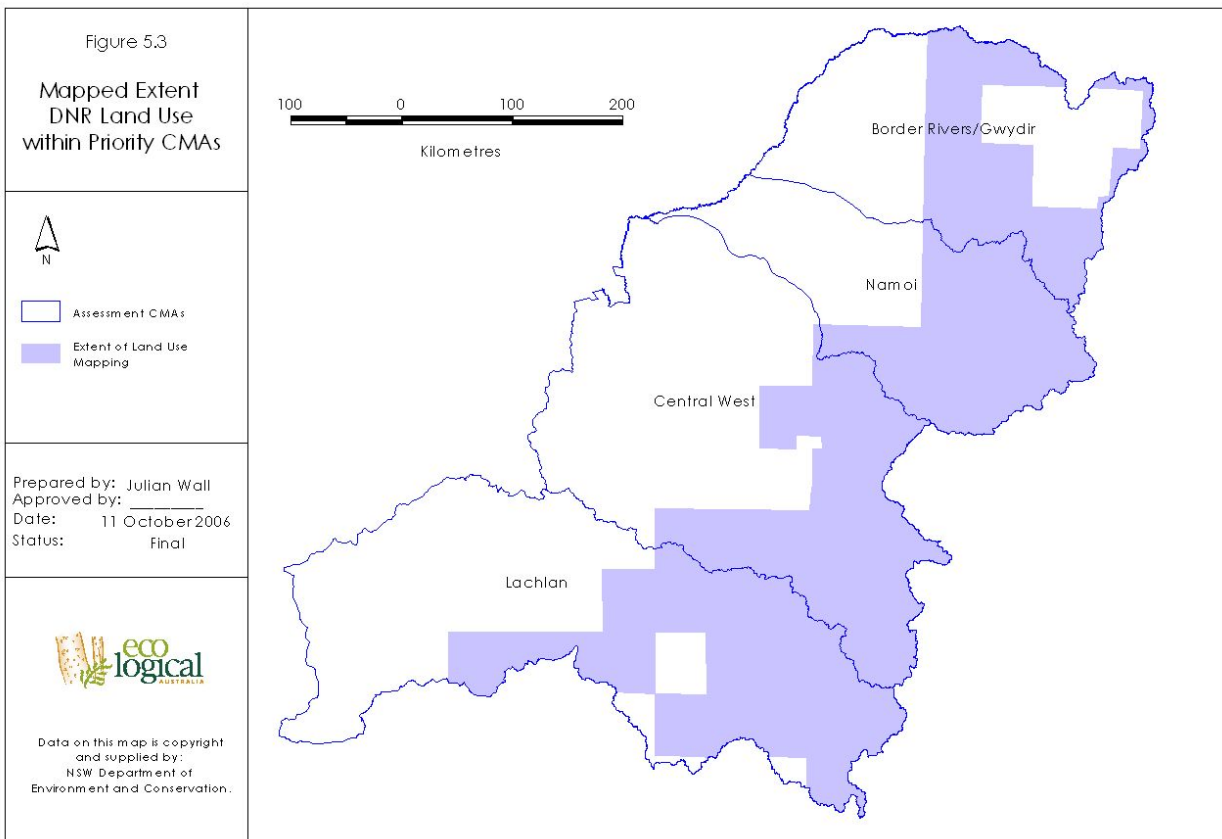 Figure 5.3
Mapped Extent
DNR Land Use
within Priority CMAs
N
Assessment CMAs
Extent of Land Use
Mapping
Prepared by: Julian Wall
Approved by: ________
Date: 11 October 2006
Status: Final
eco
logical
AUSTRALIA
Data on this map is copyright
and supplied by:
NSW Department of
Environment and Conservation.
100 0 100 200
Kilometres
Border Rivers/Gwydir
Namoi
Central West
Lachlan